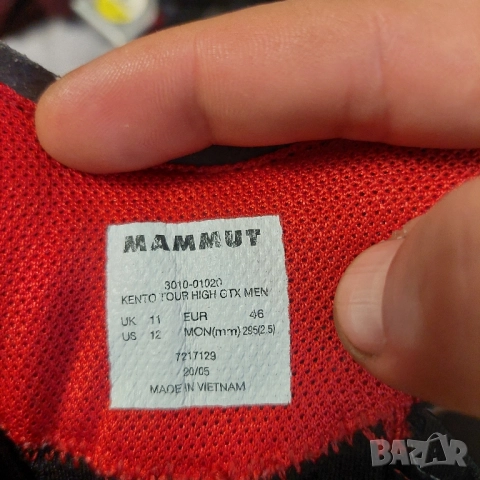 MAMMUT
3010-01020
KENTO TOUR HIGH GTX MEN
UK 11 EUR 46
US 12 MON(mm) 295(2.5)
7217129
20/05
MADE IN VIETNAM
BAZAR